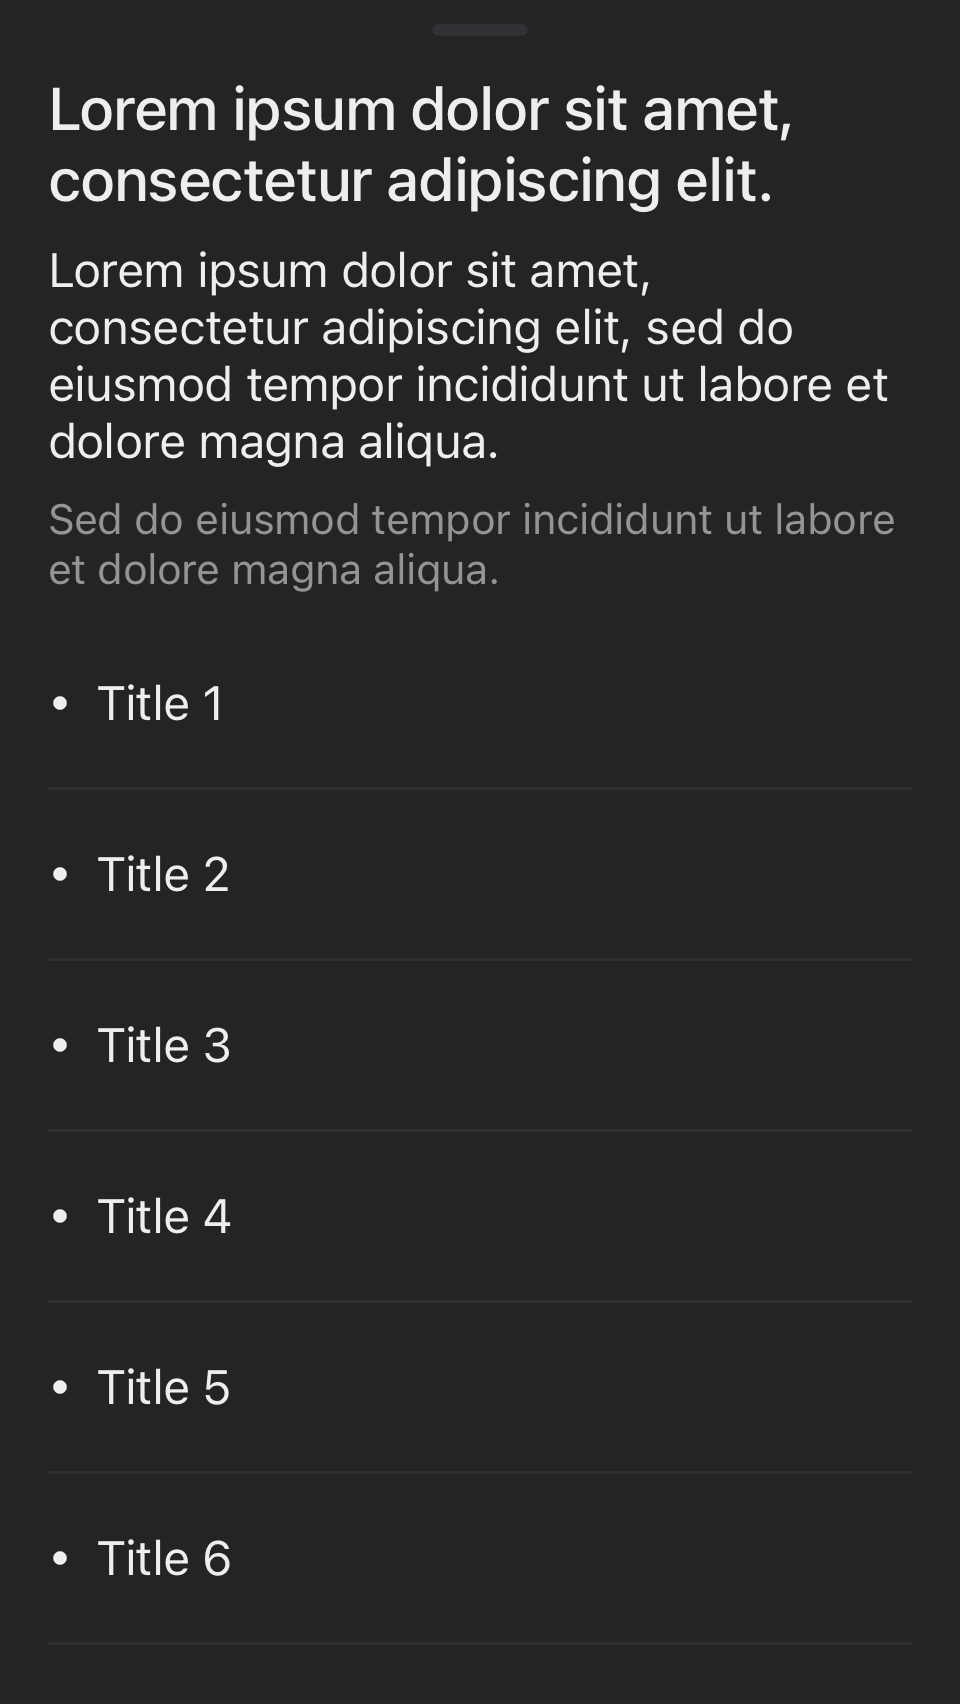 Lorem ipsum dolor sit amet,
consectetur adipiscing elit.
Lorem ipsum dolor sit amet,
consectetur adipiscing elit, sed do
eiusmod tempor incididunt ut labore et
dolore magna aliqua.
Sed do eiusmod tempor incididunt ut labore
et dolore magna aliqua.
• Title 1
• Title 2
• Title 3
• Title 4
• Title 5
• Title 6